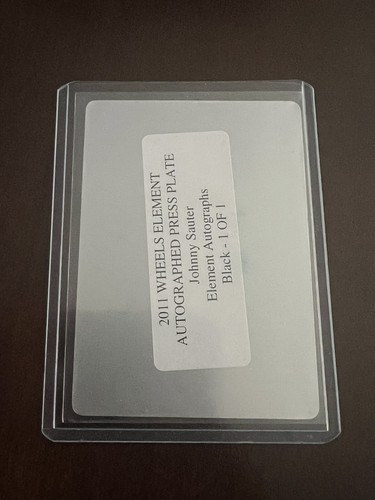 2011 WHEELS ELEMENT
AUTOGRAPHED PRESS PLATE
Johnny Sauter
Element Autographs
Black - 1 OF 1